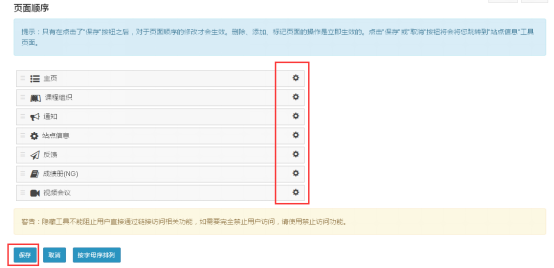 页面顺序
提示：只有在点击了"保存"按钮之后，对于页面顺序的修改才会生效。删除、添加、标记页面的操作是立即生效的。点击"保存"或"取消"按钮将会将您跳转到"站点信息"工具
页面。
主页
课程组织
通知
站点信息
反馈
成绩册(NG)
视频会议
警告：隐藏工具不能阻止用户直接通过链接访问相关功能，如需要完全禁止用户访问，请使用禁止访问功能。
保存 取消 按字母序排列